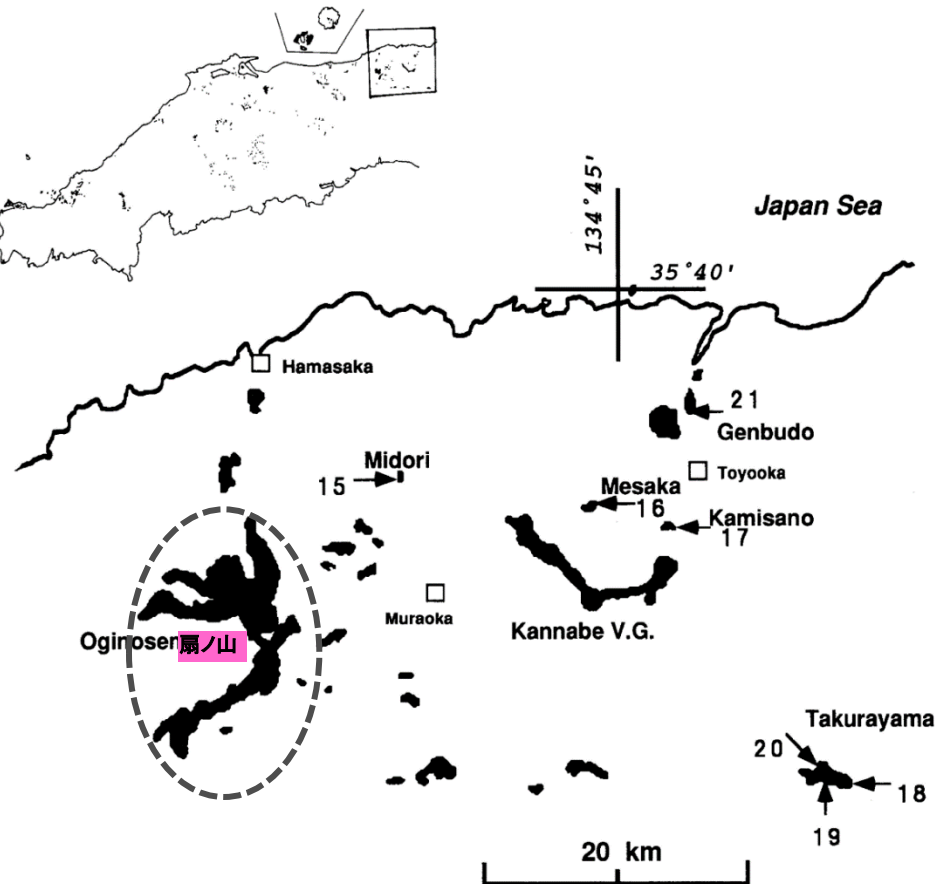 134°45'
Japan Sea
35°40'
Hamasaka
21
Genbudo
Midori
15
Toyooka
Mesaka
16
Kamisano
17
Muraoka
Kannabe V.G.
Oginosen
扇ノ山
Takurayama
20
18
19
20 km